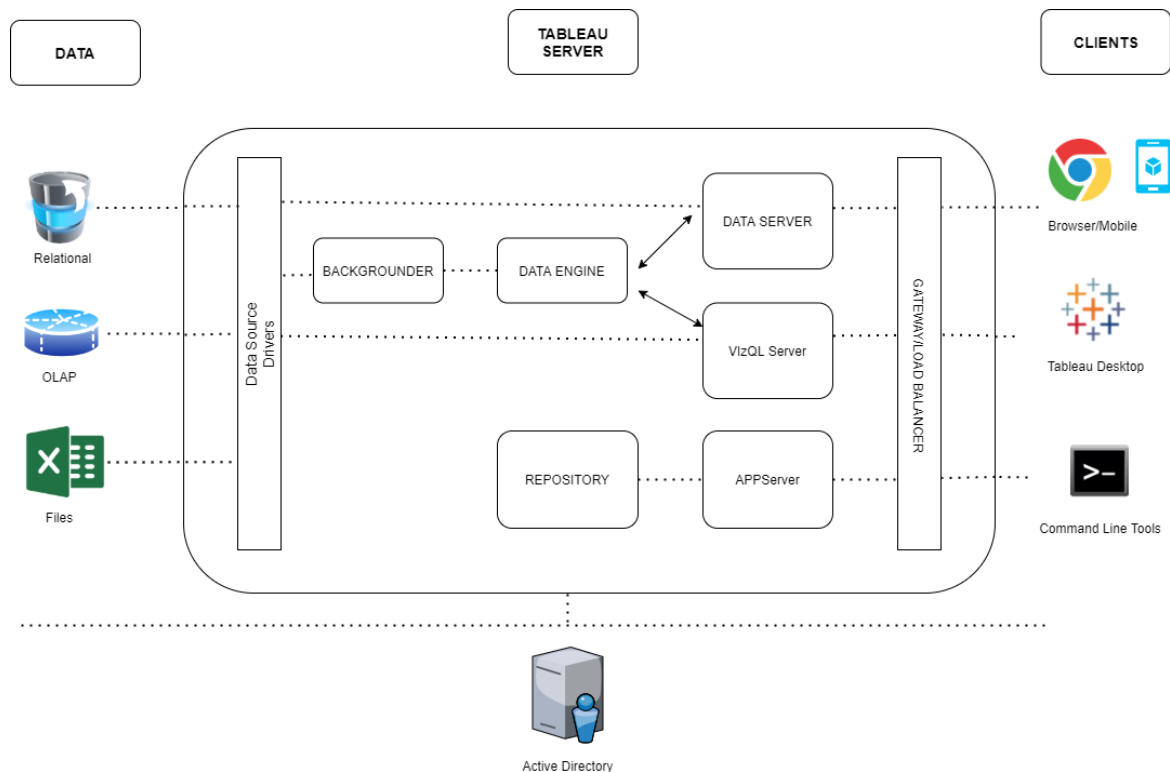 DATA
TABLEAU
SERVER
CLIENTS
Relational
OLAP
Files
Data Source
Drivers
BACKGROUNDER
DATA ENGINE
DATA SERVER
VIzQL Server
REPOSITORY
APPServer
GATEWAY/LOAD BALANCER
Browser/Mobile
Tableau Desktop
Command Line Tools
Active Directory